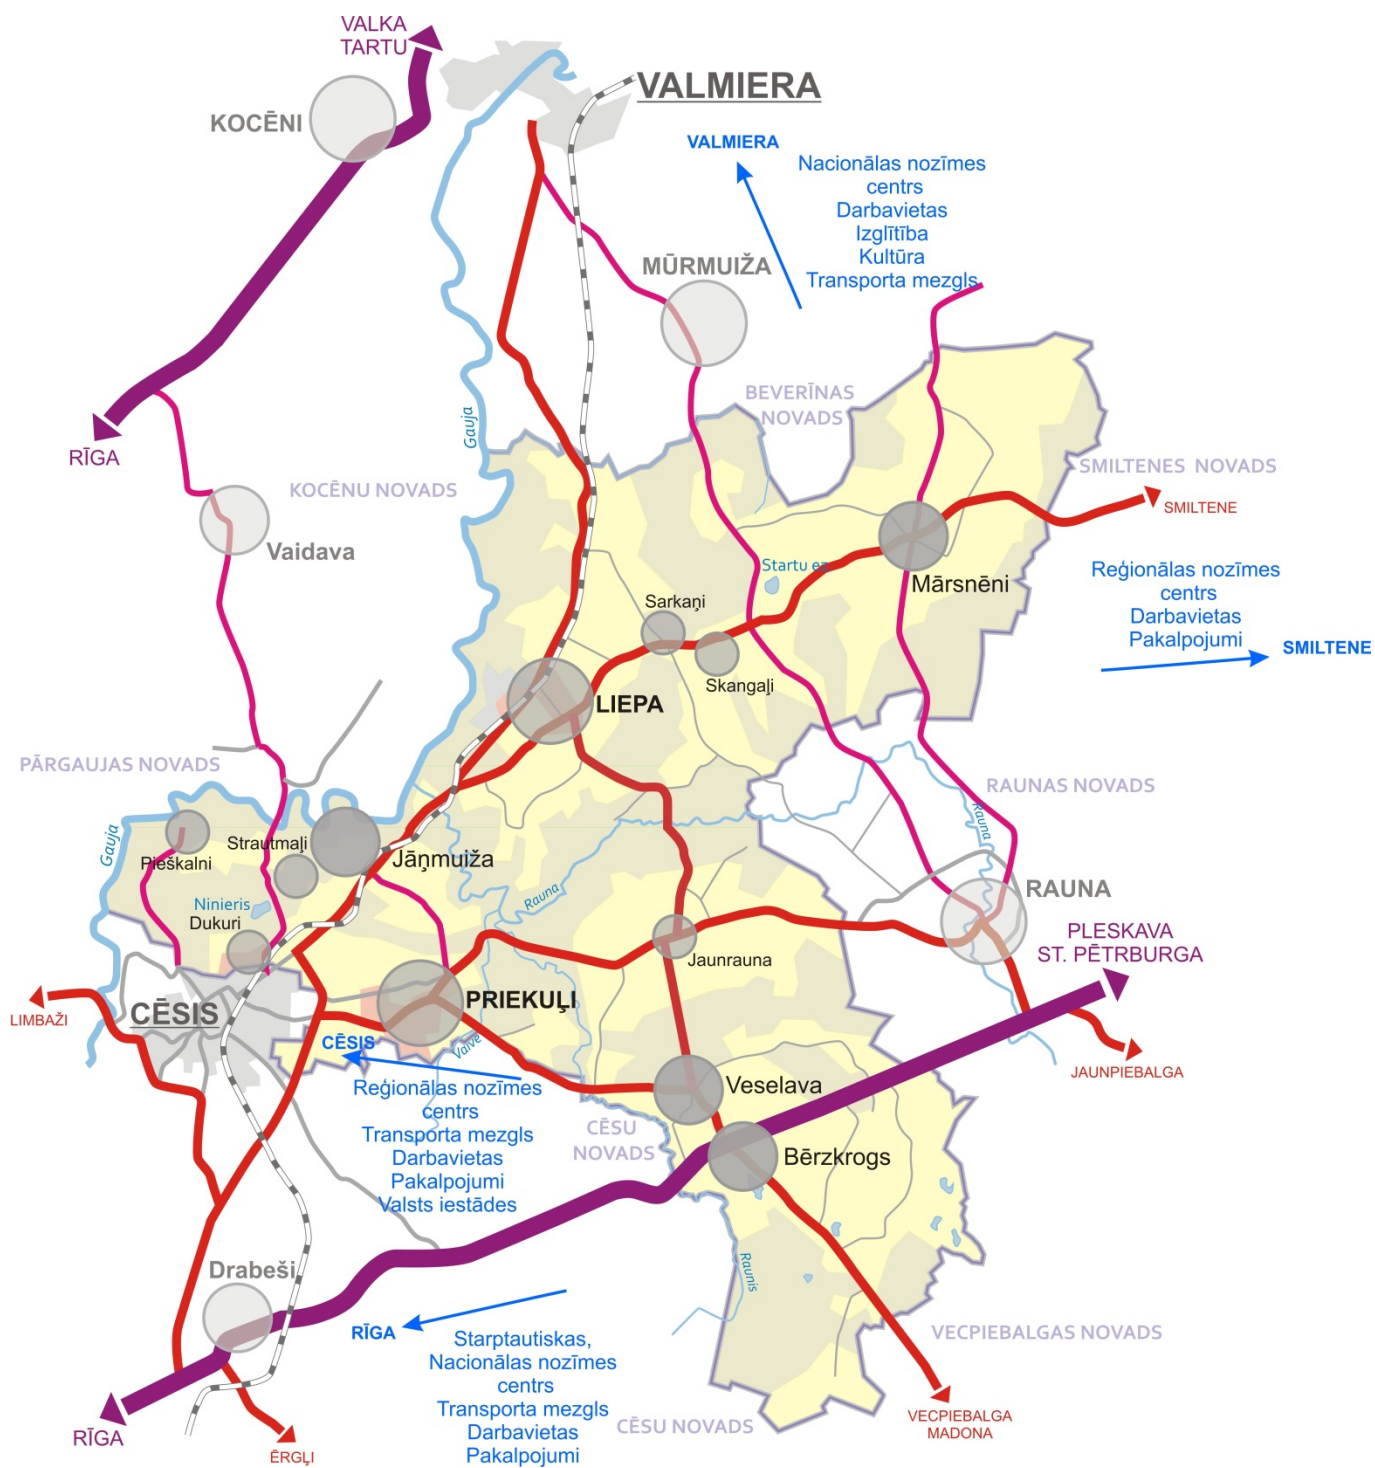 VALKA
TARTU
VALMIERA
KOCĒNI
VALMIERA
Nacionālas nozīmes
centrs
Darbavietas
Izglītība
Kultūra
Transporta mezgls
MŪRMUIŽA
BEVERĪNAS
NOVADS
Gauja
RĪGA
KOCĒNU NOVADS
SMILTENES NOVADS
SMILTENE
Vaidava
Startu ez
Mārsnēni
Reģionālas nozīmes
centrs
Darbavietas
Pakalpojumi
SMILTENE
Sarkaņi
Skangaļi
LIEPA
PĀRGAUJAS NOVADS
RAUNAS NOVADS
Rauna
Gauja
Strautmaļi
Pieškalni
Jāņmuiža
Rauna
RAUNA
Ninieris
Dukuri
PLESKAVA
ST. PĒTRBURGA
Jaunrauna
PRIEKUĻI
CĒSIS
LIMBAŽI
Vaive
CĒSIS
Reģionālas nozīmes
centrs
Transporta mezgls
Darbavietas
Pakalpojumi
Valsts iestādes
JAUNPIEBALGA
Veselava
CĒSU
NOVADS
Bērzkrogs
Raunis
Drabeši
RĪGA
Starptautiskas,
Nacionālas nozīmes
centrs
Transporta mezgls
Darbavietas
Pakalpojumi
VECPIEBALGAS NOVADS
CĒSU NOVADS
VECPIEBALGA
MADONA
RĪGA
ĒRGĻI